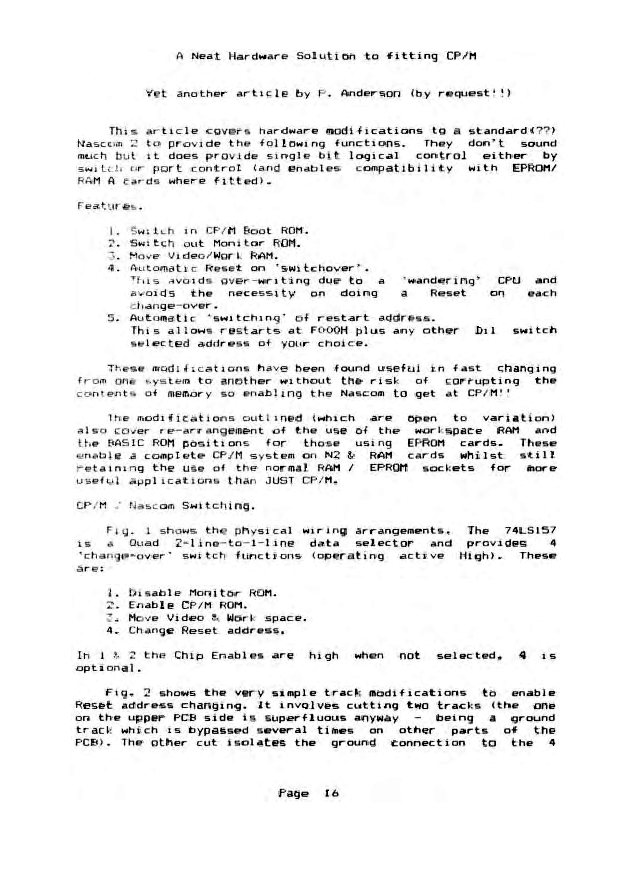 A Neat Hardware Solution to fitting CP/M
Yet another article by P. Anderson (by request!!)
This article covers hardware modifications to a standard(??)
Nascom 2 to provide the following functions. They don't sound
much but it does provide single bit logical control either by
switch or port control (and enables compatibility with EPROM/
RAM A cards where fitted).
Features.
1. Switch in CP/M Boot ROM.
2. Switch out Monitor ROM.
3. Move Video/Work RAM.
4. Automatic Reset on 'switchover'.
This avoids over-writing due to a 'wandering' CPU and
avoids the necessity on doing a Reset on each
change-over.
5. Automatic 'switching' of restart address.
This allows restarts at F000H plus any other Dil switch
selected address of your choice.
These modifications have been found useful in fast changing
from one system to another without the risk of corrupting the
contents of memory so enabling the Nascom to get at CP/M!!
The modifications outlined (which are open to variation)
also cover re-arrangement of the use of the workspace RAM and
the BASIC ROM positions for those using EPROM cards. These
enable a complete CP/M system on N2 & RAM cards whilst still
retaining the use of the normal RAM / EPROM sockets for more
useful applications than JUST CP/M.
CP/M / Nascom Switching.
Fig. 1 shows the physical wiring arrangements. The 74LS157
is a Quad 2-line-to-1-line data selector and provides 4
'change-over' switch functions (operating active High). These
are:
1. Disable Monitor ROM.
2. Enable CP/M ROM.
3. Move Video & Work space.
4. Change Reset address.
In 1 & 2 the Chip Enables are high when not selected, 4 is
optional.
Fig. 2 shows the very simple track modifications to enable
Reset address changing. It involves cutting two tracks (the one
on the upper PCB side is superfluous anyway - being a ground
track which is bypassed several times on other parts of the
PCB). The other cut isolates the ground connection to the 4
Page 16